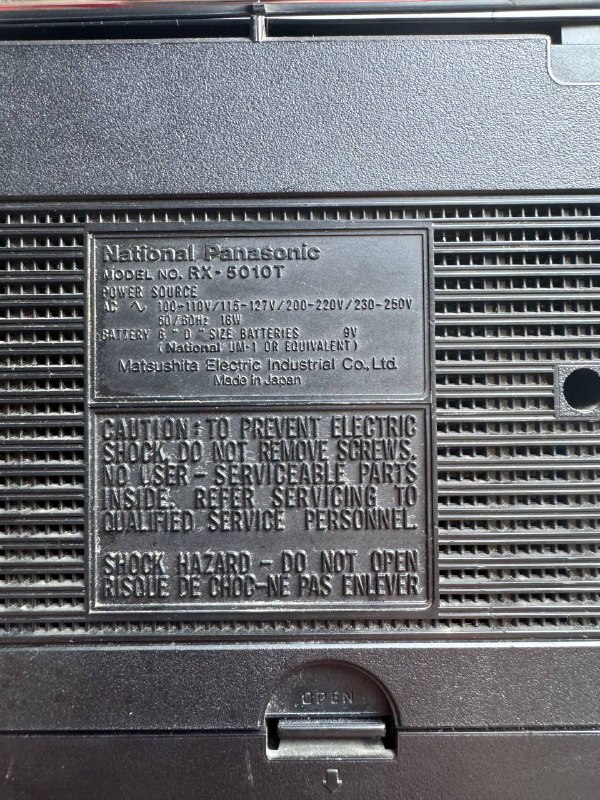 National Panasonic
MODEL NO. RX-5010T
POWER SOURCE
AC ∿ 100-110V/115-127V/200-220V/230-250V
50/60Hz 18W
BATTERY 6 "D" SIZE BATTERIES 9V
(National UM-1 OR EQUIVALENT)
Matsushita Electric Industrial Co., Ltd.
Made in Japan
CAUTION: TO PREVENT ELECTRIC
SHOCK, DO NOT REMOVE SCREWS.
NO USER-SERVICEABLE PARTS
INSIDE. REFER SERVICING TO
QUALIFIED SERVICE PERSONNEL.
SHOCK HAZARD - DO NOT OPEN
RISQUE DE CHOC-NE PAS ENLEVER
OPEN